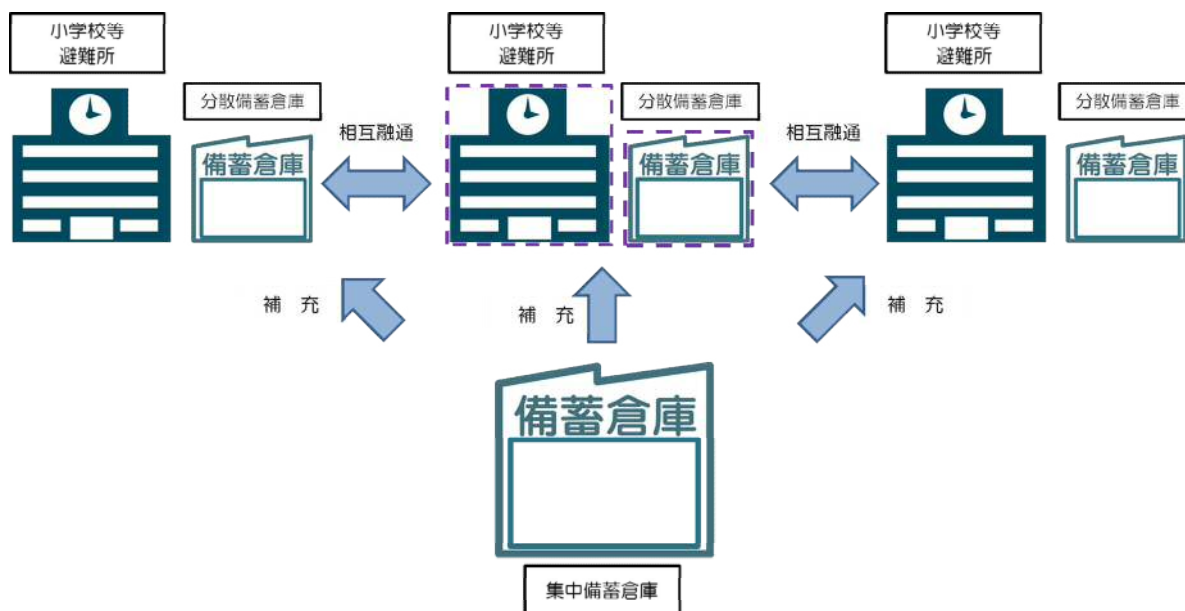 小学校等
避難所
小学校等
避難所
小学校等
避難所
分散備蓄倉庫
分散備蓄倉庫
分散備蓄倉庫
備蓄倉庫
相互融通
備蓄倉庫
相互融通
備蓄倉庫
補 充
補 充
補 充
備蓄倉庫
集中備蓄倉庫